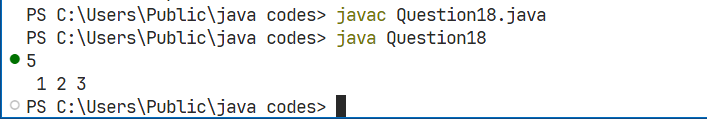 PS C:\Users\Public\java codes> javac Question18.java
PS C:\Users\Public\java codes> java Question18
5
1 2 3
PS C:\Users\Public\java codes>